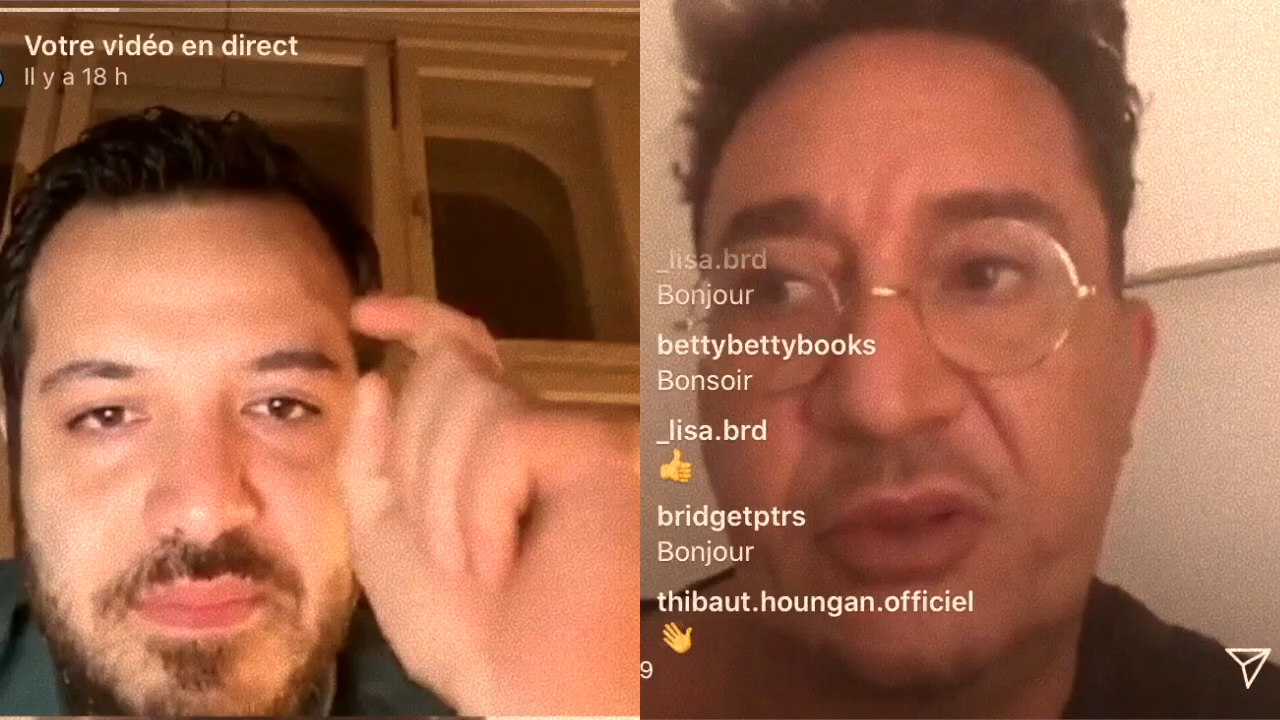 Votre vidéo en direct
Il y a 18 h
_lisa.brd
Bonjour
bettybettybooks
Bonsoir
_lisa.brd
👍
bridgetptrs
Bonjour
thibaut.houngan.officiel
👋
9